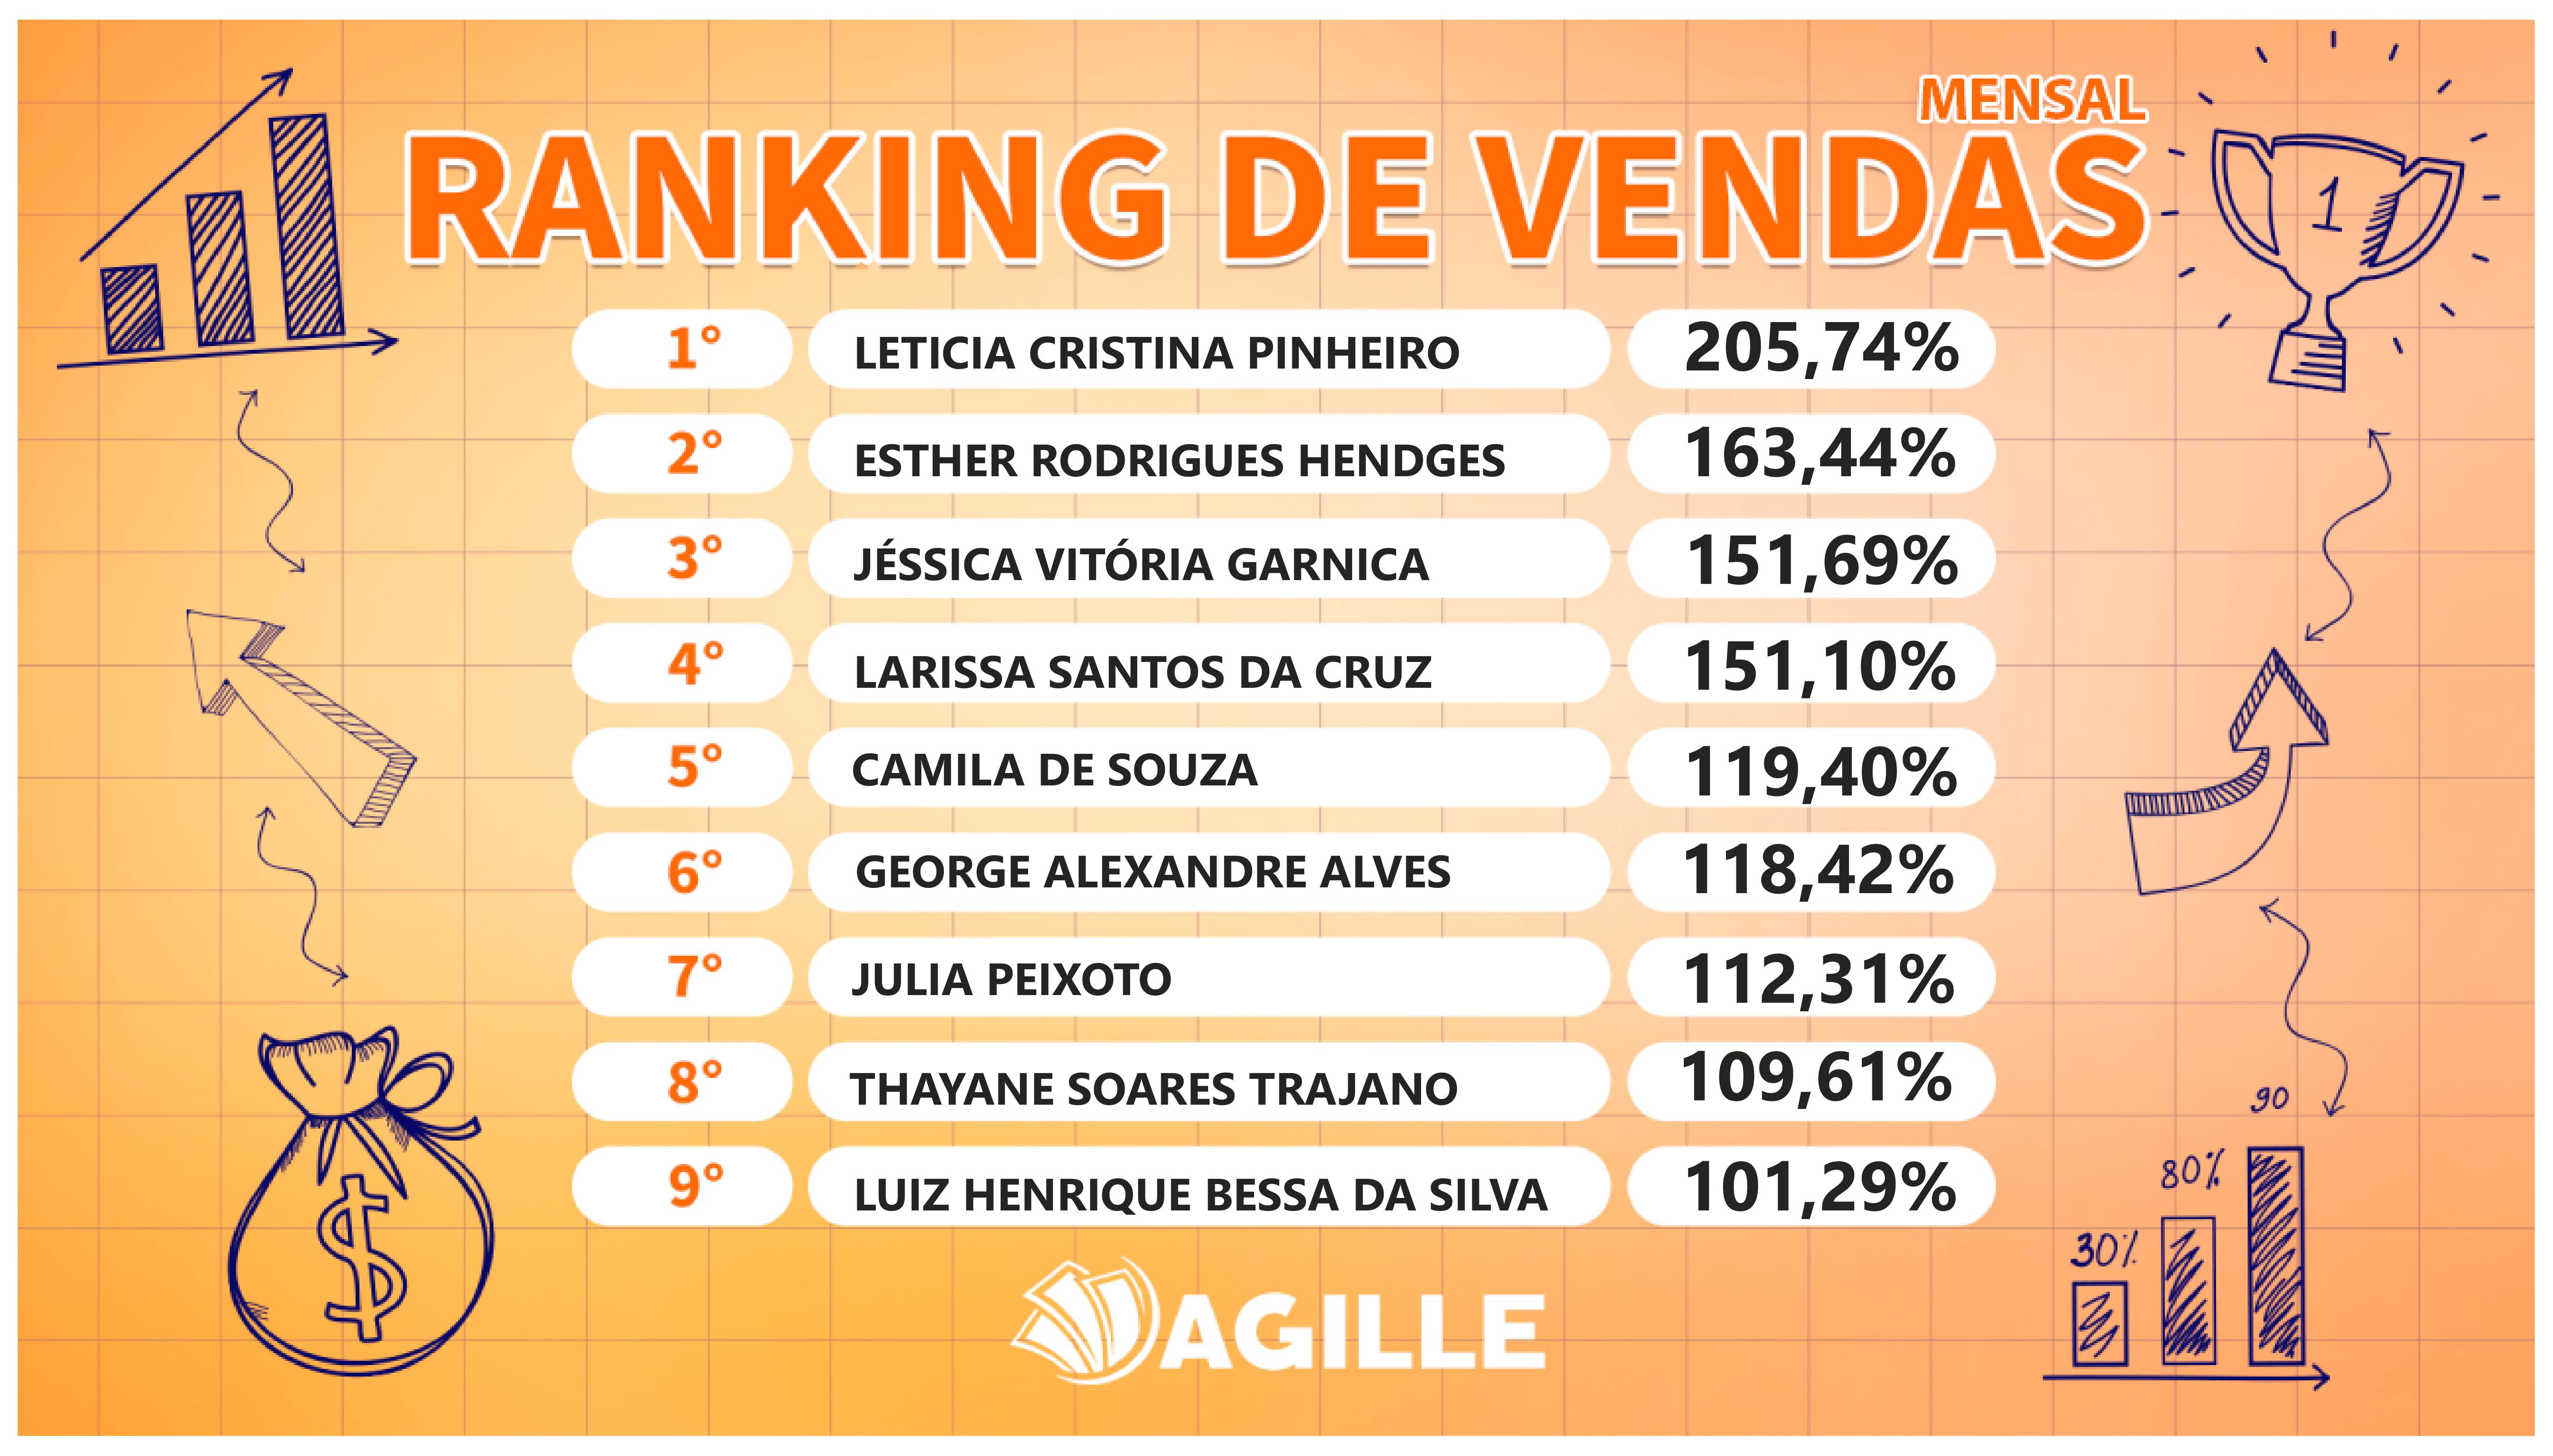 MENSAL
RANKING DE VENDAS
1
1° LETICIA CRISTINA PINHEIRO 205,74%
2° ESTHER RODRIGUES HENDGES 163,44%
3° JÉSSICA VITÓRIA GARNICA 151,69%
4° LARISSA SANTOS DA CRUZ 151,10%
5° CAMILA DE SOUZA 119,40%
6° GEORGE ALEXANDRE ALVES 118,42%
7° JULIA PEIXOTO 112,31%
8° THAYANE SOARES TRAJANO 109,61%
9° LUIZ HENRIQUE BESSA DA SILVA 101,29%
$
90
80%
30%
AGILLE